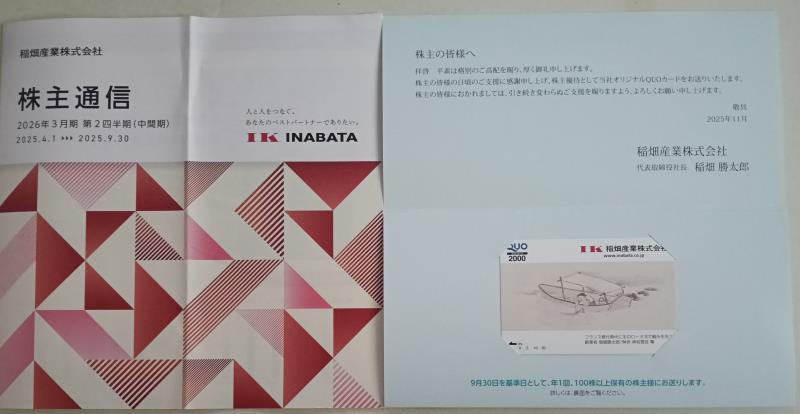 稲畑産業株式会社
株主通信
2026年3月期 第2四半期(中間期)
2025.4.1 ▸▸▸ 2025.9.30
人と人をつなぐ。
あなたのベストパートナーでありたい。
IK INABATA
株主の皆様へ
拝啓　平素は格別のご高配を賜り、厚く御礼申し上げます。
株主の皆様の日頃のご支援に感謝申し上げ、株主優待として当社オリジナルQUOカードをお送りいたします。
株主の皆様におかれましては、引き続き変わらぬご支援を賜りますよう、よろしくお願い申し上げます。
敬具
2025年11月
稲畑産業株式会社
代表取締役社長　稲畑 勝太郎
QUO
2000
IK 稲畑産業株式会社
www.inabata.co.jp
9月30日を基準日として、年1回、100株以上保有の株主様にお送りします。
詳しくは、裏面をご覧ください。